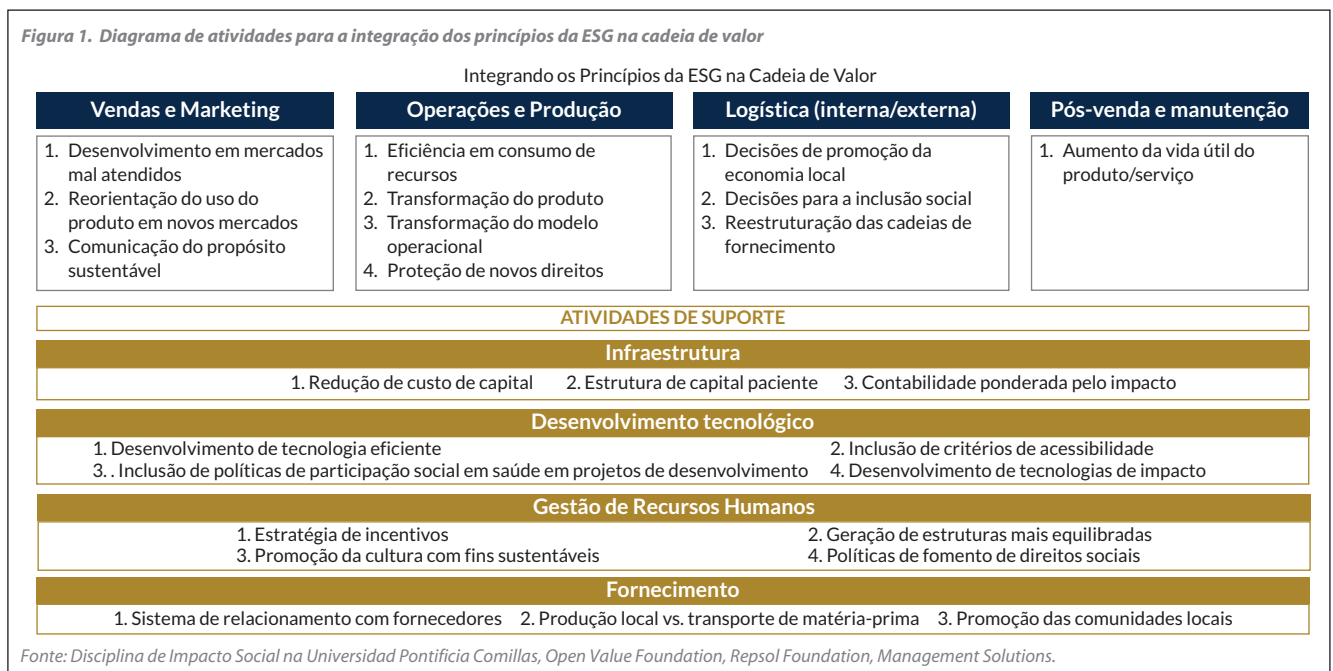 Figura 1. Diagrama de atividades para a integração dos princípios da ESG na cadeia de valor
Integrando os Princípios da ESG na Cadeia de Valor
Vendas e Marketing
1. Desenvolvimento em mercados
mal atendidos
2. Reorientação do uso do
produto em novos mercados
3. Comunicação do propósito
sustentável
Operações e Produção
1. Eficiência em consumo de
recursos
2. Transformação do produto
3. Transformação do modelo
operacional
4. Proteção de novos direitos
Logística (interna/externa)
1. Decisões de promoção da
economia local
2. Decisões para a inclusão social
3. Reestruturação das cadeias de
fornecimento
Pós-venda e manutenção
1. Aumento da vida útil do
produto/serviço
ATIVIDADES DE SUPORTE
Infraestrutura
1. Redução de custo de capital 2. Estrutura de capital paciente 3. Contabilidade ponderada pelo impacto
Desenvolvimento tecnológico
1. Desenvolvimento de tecnologia eficiente 2. Inclusão de critérios de acessibilidade
3. . Inclusão de políticas de participação social em saúde em projetos de desenvolvimento 4. Desenvolvimento de tecnologias de impacto
Gestão de Recursos Humanos
1. Estratégia de incentivos 2. Geração de estruturas mais equilibradas
3. Promoção da cultura com fins sustentáveis 4. Políticas de fomento de direitos sociais
Fornecimento
1. Sistema de relacionamento com fornecedores 2. Produção local vs. transporte de matéria-prima 3. Promoção das comunidades locais
Fonte: Disciplina de Impacto Social na Universidad Pontificia Comillas, Open Value Foundation, Repsol Foundation, Management Solutions.